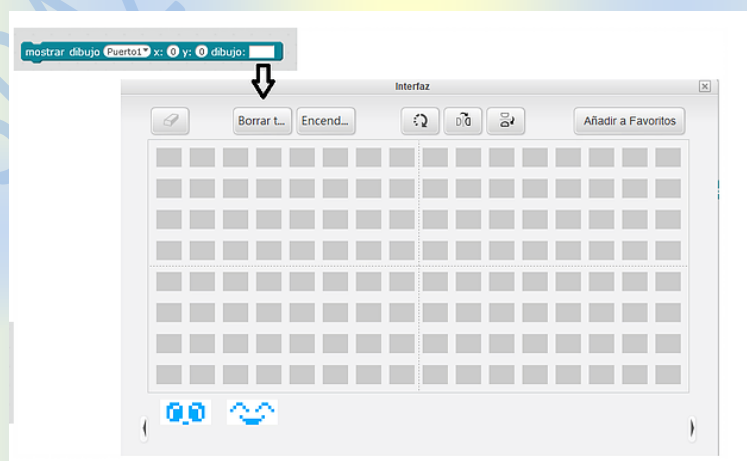 mostrar dibujo Puerto1 x: 0 y: 0 dibujo:
Interfaz
Borrar t... Encend... Añadir a Favoritos